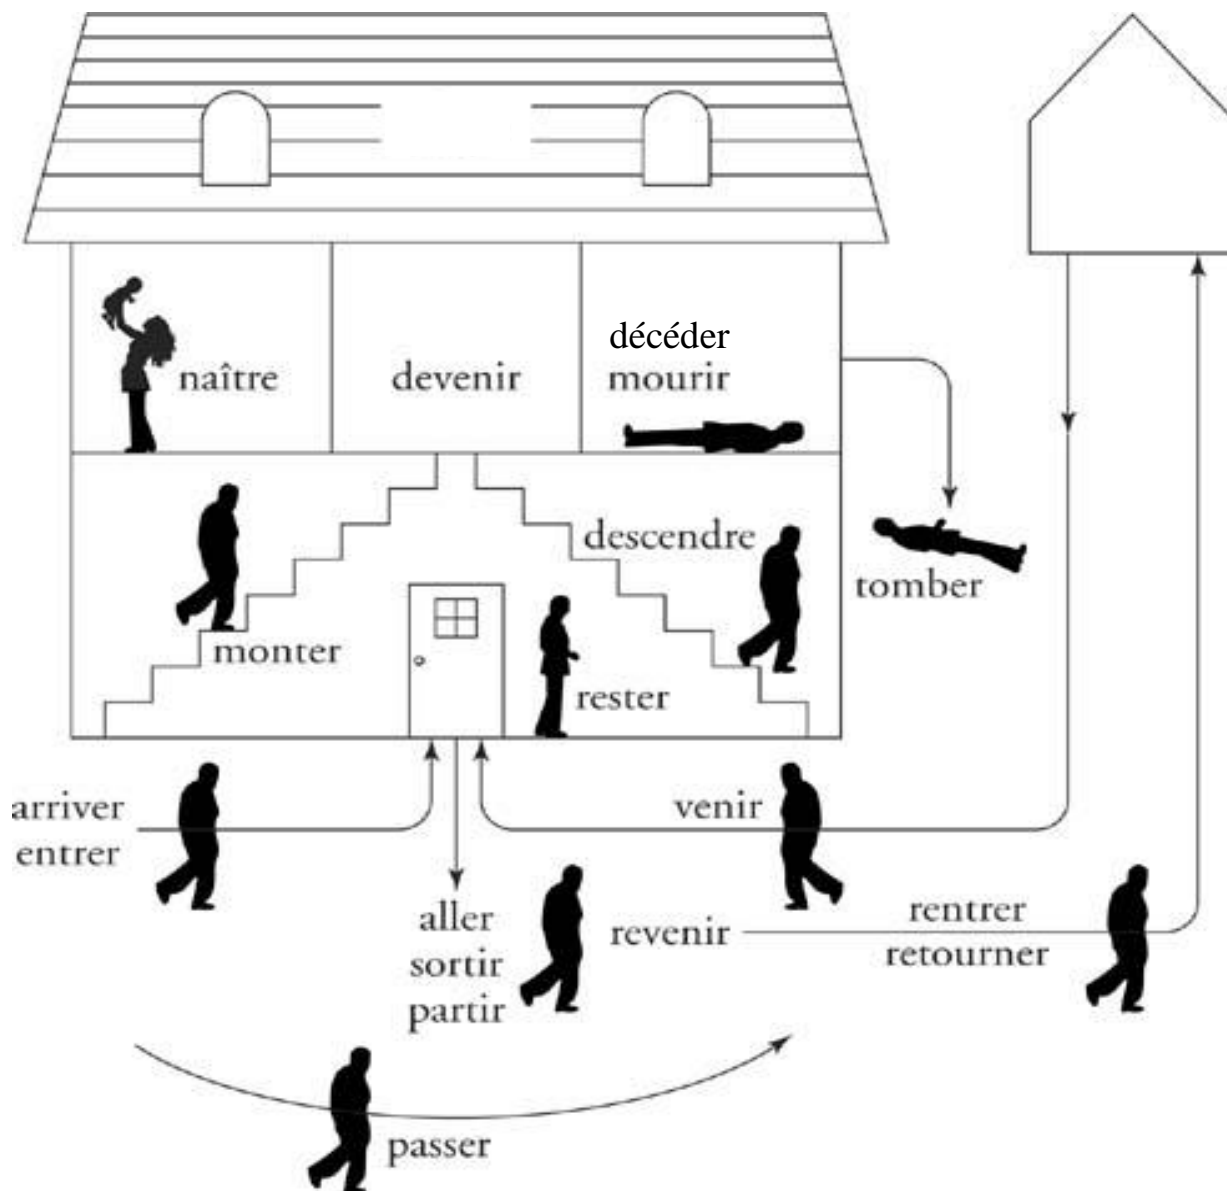 naître
devenir
décéder
mourir
descendre
tomber
monter
rester
arriver
entrer
venir
aller
sortir
partir
revenir
rentrer
retourner
passer